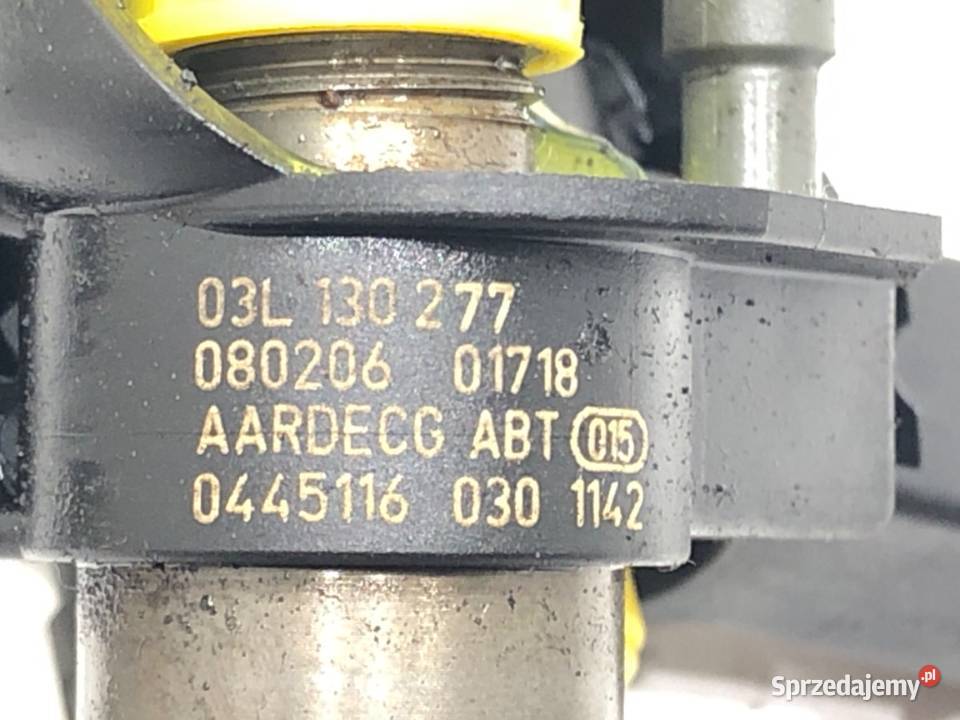 03L 130 277
080206 01718
AARDECG ABT 015
0445116 030 1142
Sprzedajemy.pl